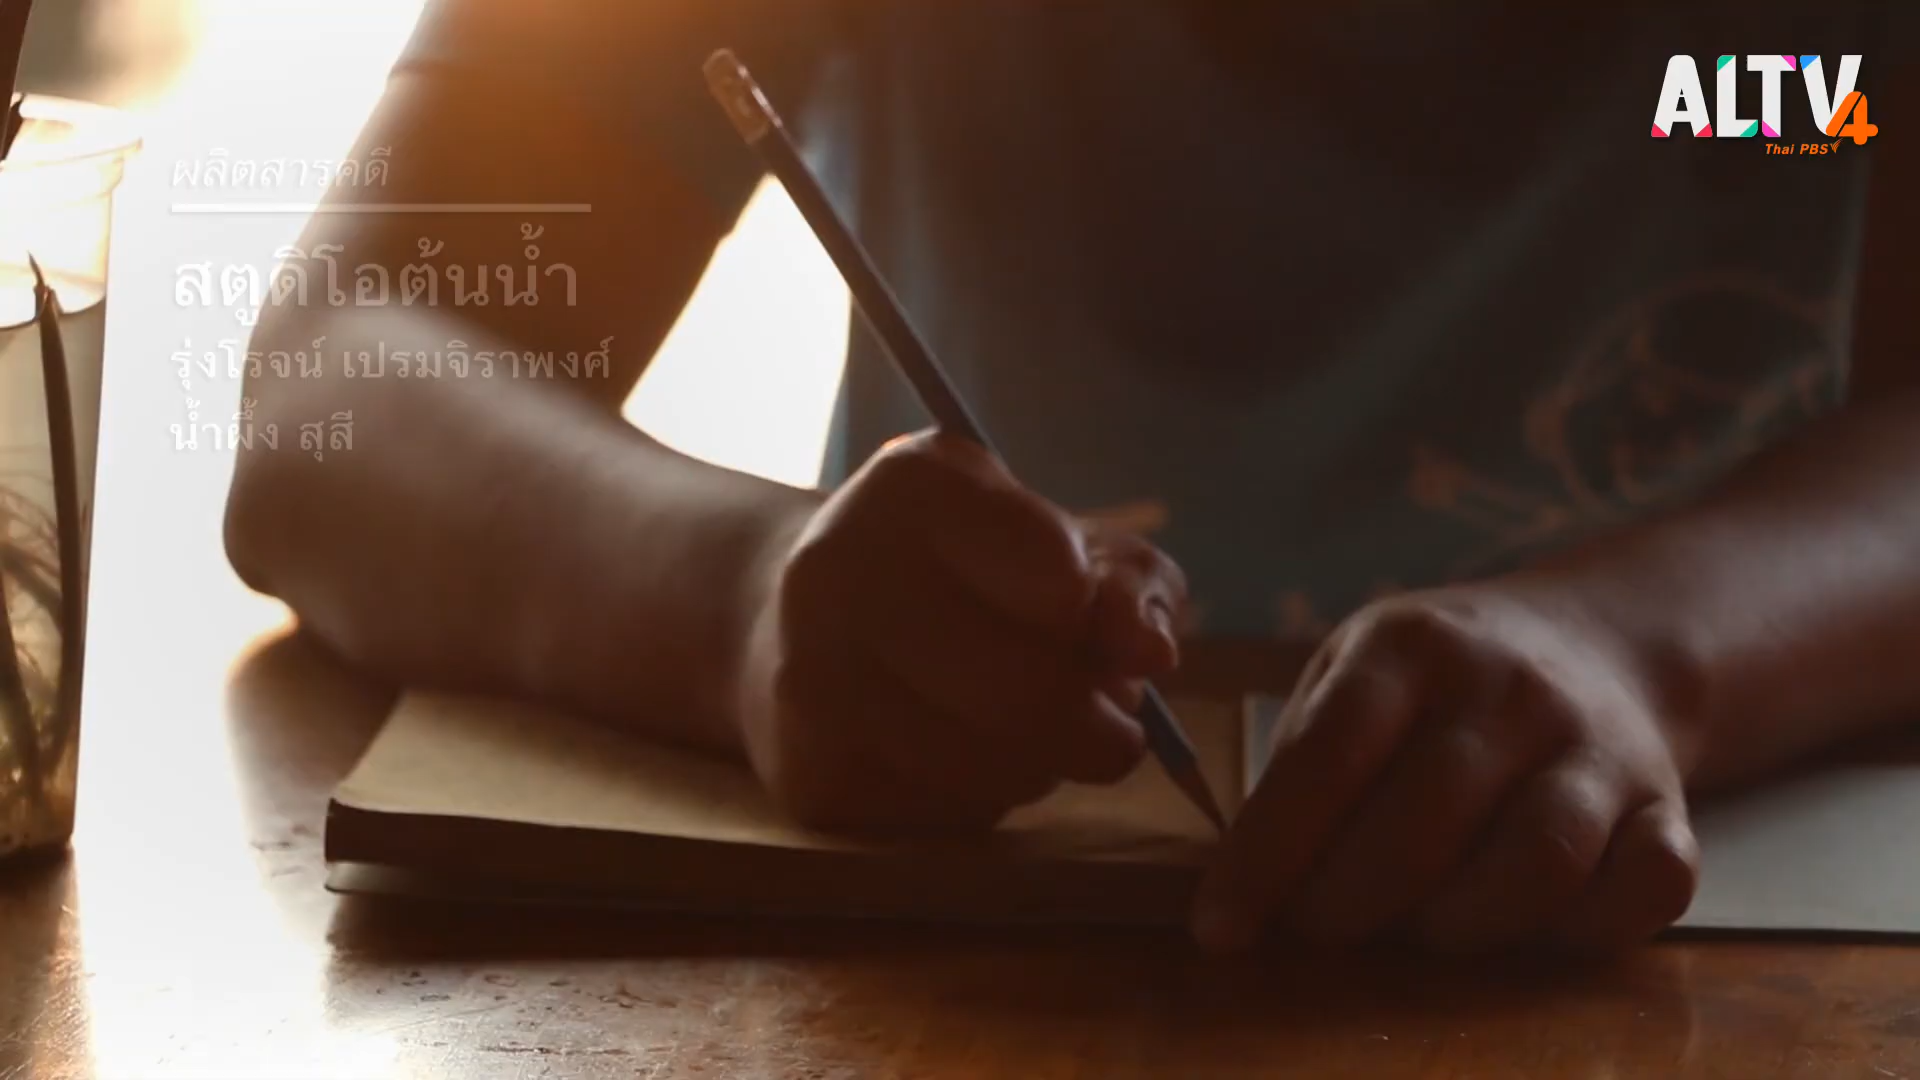 ผลิตสารคดี
สตูดิโอต้นน้ำ
รุ่งโรจน์ เปรมจิราพงศ์
น้ำผึ้ง สุสี
ALTV4
Thai PBS